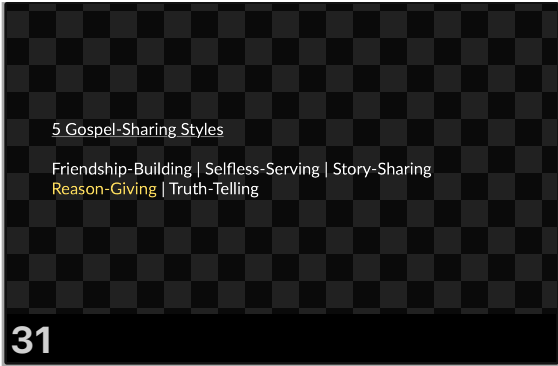 5 Gospel-Sharing Styles
Friendship-Building | Selfless-Serving | Story-Sharing
Reason-Giving | Truth-Telling
31